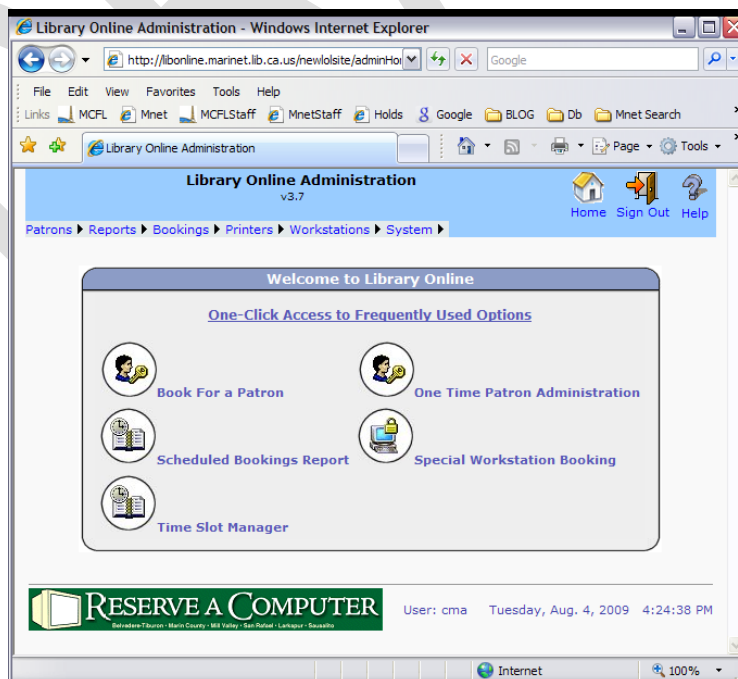 Library Online Administration - Windows Internet Explorer
http://libonline.marinet.lib.ca.us/newlolsite/adminHo
Google
File Edit View Favorites Tools Help
Links MCFL Mnet MCFLStaff MnetStaff Holds Google BLOG Db Mnet Search
Library Online Administration Page Tools
Library Online Administration
v3.7
Home Sign Out Help
Patrons Reports Bookings Printers Workstations System
Welcome to Library Online
One-Click Access to Frequently Used Options
Book For a Patron One Time Patron Administration
Scheduled Bookings Report Special Workstation Booking
Time Slot Manager
RESERVE A COMPUTER
Belvedere-Tiburon - Marin County - Mill Valley - San Rafael - Larkspur - Sausalito
User: cma Tuesday, Aug. 4, 2009 4:24:38 PM
Internet 100%